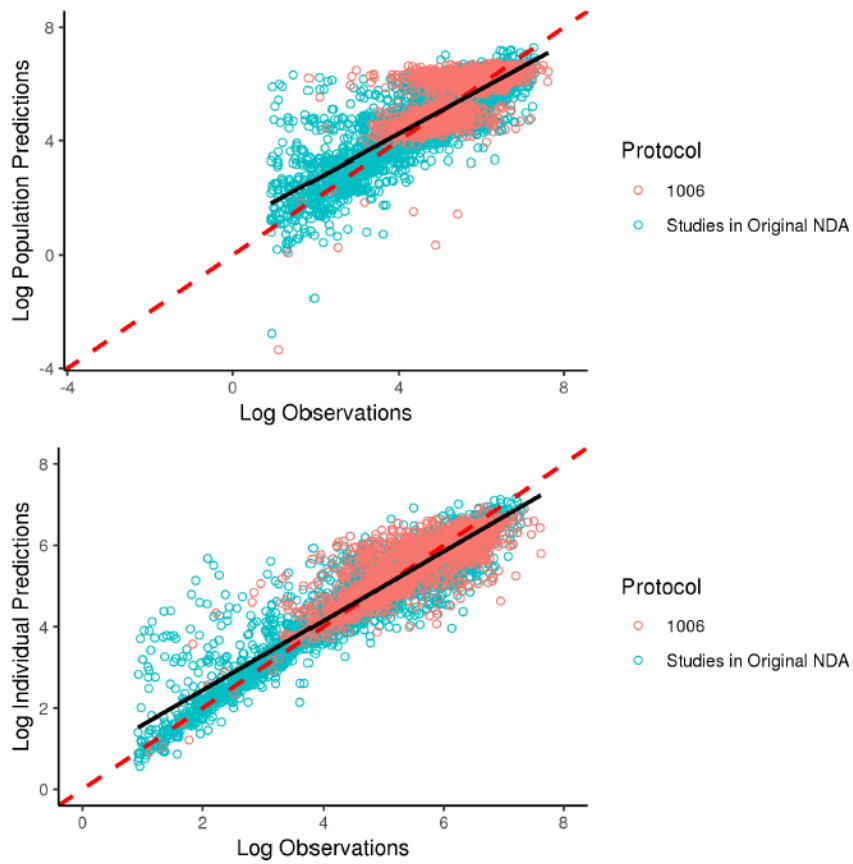 8
4
0
-4
Log Population Predictions
-4 0 4 8
Log Observations
Protocol
1006
Studies in Original NDA
8
6
4
2
0
Log Individual Predictions
0 2 4 6 8
Log Observations
Protocol
1006
Studies in Original NDA